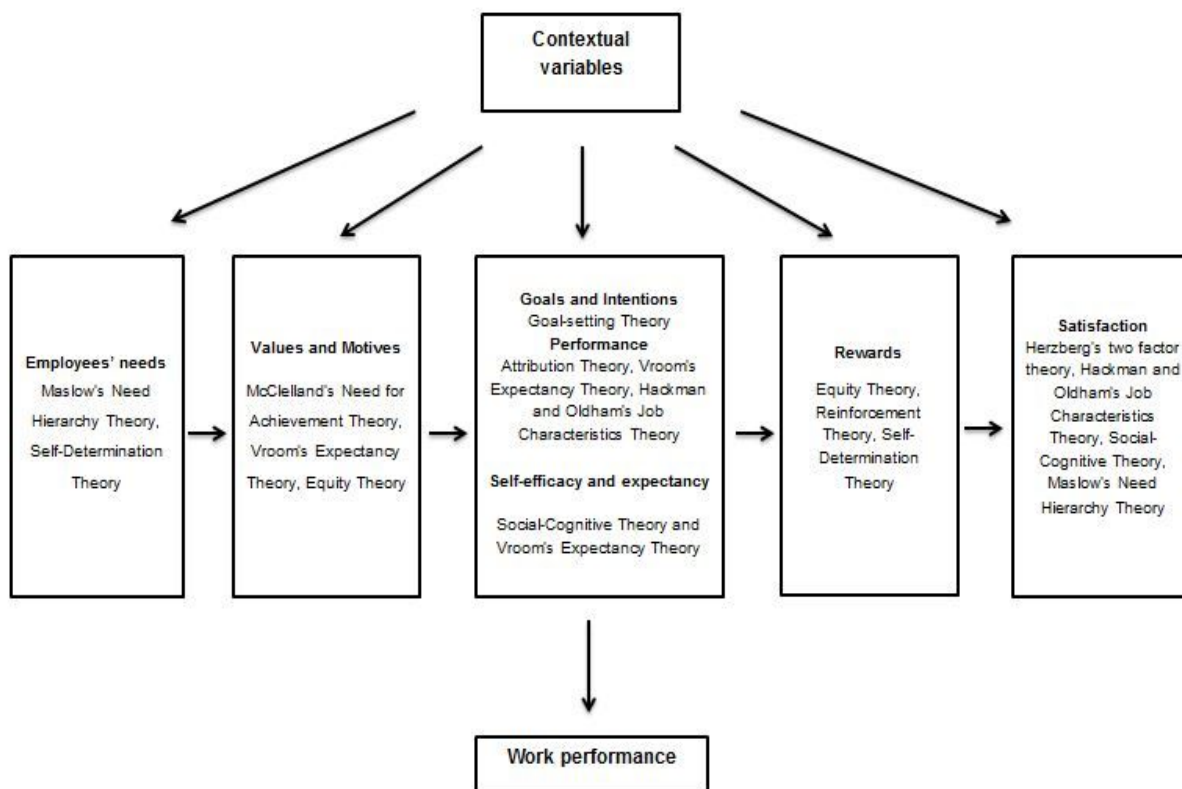 Contextual
variables
Employees' needs
Maslow's Need
Hierarchy Theory,
Self-Determination
Theory
Values and Motives
McClelland's Need for
Achievement Theory,
Vroom's Expectancy
Theory, Equity Theory
Goals and Intentions
Goal-setting Theory
Performance
Attribution Theory, Vroom's
Expectancy Theory, Hackman
and Oldham's Job
Characteristics Theory
Self-efficacy and expectancy
Social-Cognitive Theory and
Vroom's Expectancy Theory
Rewards
Equity Theory,
Reinforcement
Theory, Self-
Determination
Theory
Satisfaction
Herzberg's two factor
theory, Hackman and
Oldham's Job
Characteristics
Theory, Social-
Cognitive Theory,
Maslow's Need
Hierarchy Theory
Work performance